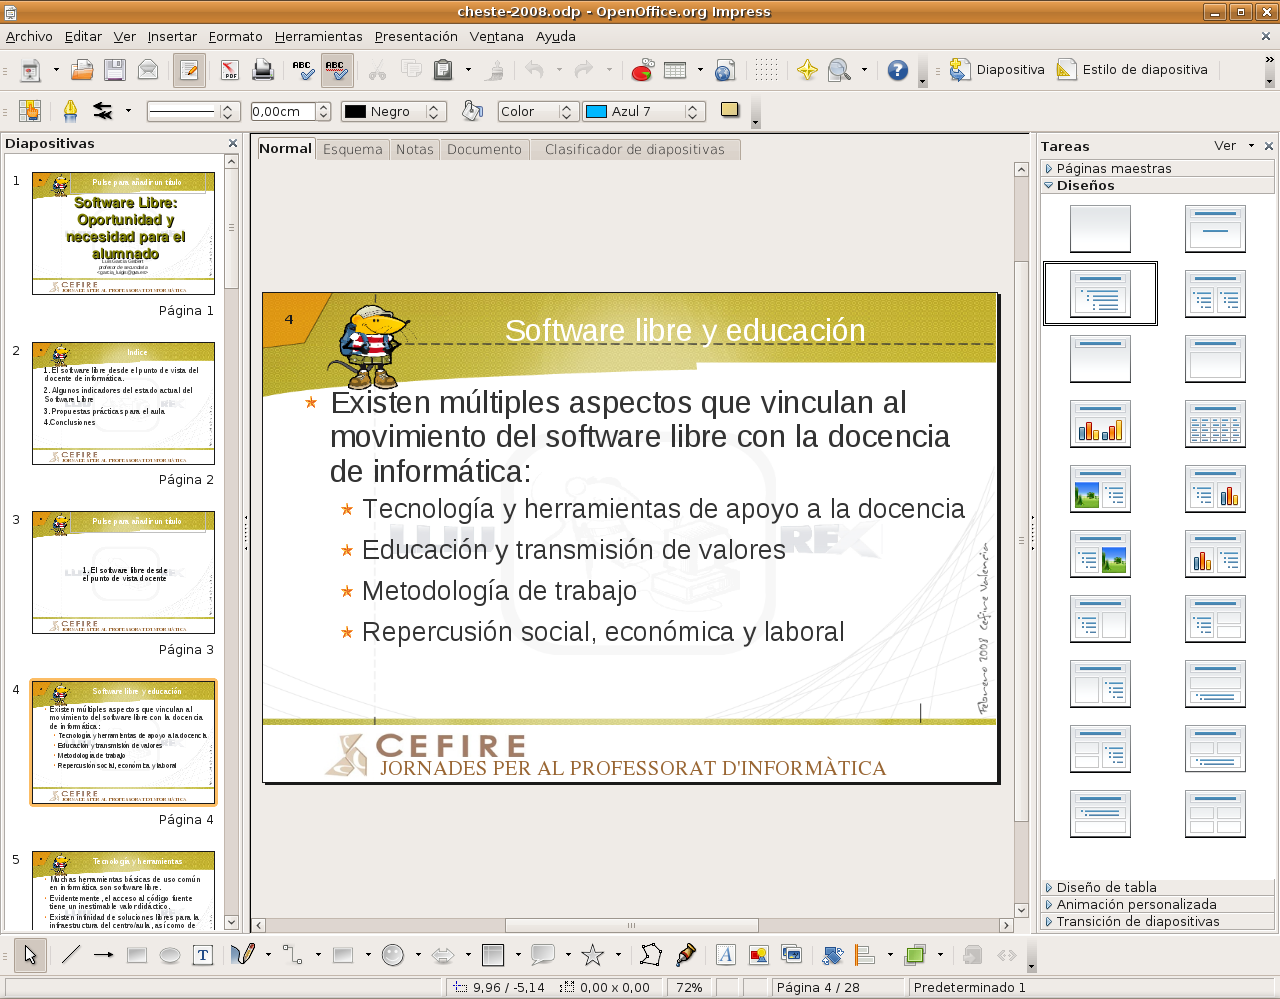 cheste-2008.odp - OpenOffice.org Impress
Archivo Editar Ver Insertar Formato Herramientas Presentación Ventana Ayuda
Diapositiva Estilo de diapositiva
0,00cm Negro Color Azul 7
Diapositivas
1
Pulse para añadir un título
Software Libre:
Oportunidad y
necesidad para el
alumnado
CEFIRE
JORNADES PER AL PROFESSORAT D'INFORMÀTICA
Página 1
2
Indice
1. El software libre desde el punto de vista del
docente de informática.
2. Algunos indicadores del estado actual del
Software Libre
3. Propuestas prácticas para el aula
4.Conclusiones
CEFIRE
JORNADES PER AL PROFESSORAT D'INFORMÀTICA
Página 2
3
Pulse para añadir un título
1. El software libre desde
el punto de vista docente
CEFIRE
JORNADES PER AL PROFESSORAT D'INFORMÀTICA
Página 3
4
Software libre y educación
Existen múltiples aspectos que vinculan al
movimiento del software libre con la docencia
de informática:
Tecnología y herramientas de apoyo a la docencia
Educación y transmisión de valores
Metodología de trabajo
Repercusión social, económica y laboral
CEFIRE
JORNADES PER AL PROFESSORAT D'INFORMÀTICA
Página 4
5
Tecnología y herramientas
Muchas herramientas básicas de uso común
en informática son software libre.
Evidentemente, el acceso al código fuente
tiene un inestimable valor didáctico.
Existen infinidad de soluciones libres para la
infraestructura del centro/aula, así como de
Normal Esquema Notas Documento Clasificador de diapositivas
4
Software libre y educación
Existen múltiples aspectos que vinculan al
movimiento del software libre con la docencia
de informática:
Tecnología y herramientas de apoyo a la docencia
Educación y transmisión de valores
Metodología de trabajo
Repercusión social, económica y laboral
REX
Febrero 2008 Cefire Valencia
CEFIRE
JORNADES PER AL PROFESSORAT D'INFORMÀTICA
Tareas Ver
Páginas maestras
Diseños
Diseño de tabla
Animación personalizada
Transición de diapositivas
9,96 / -5,14 0,00 x 0,00 72% Página 4 / 28 Predeterminado 1